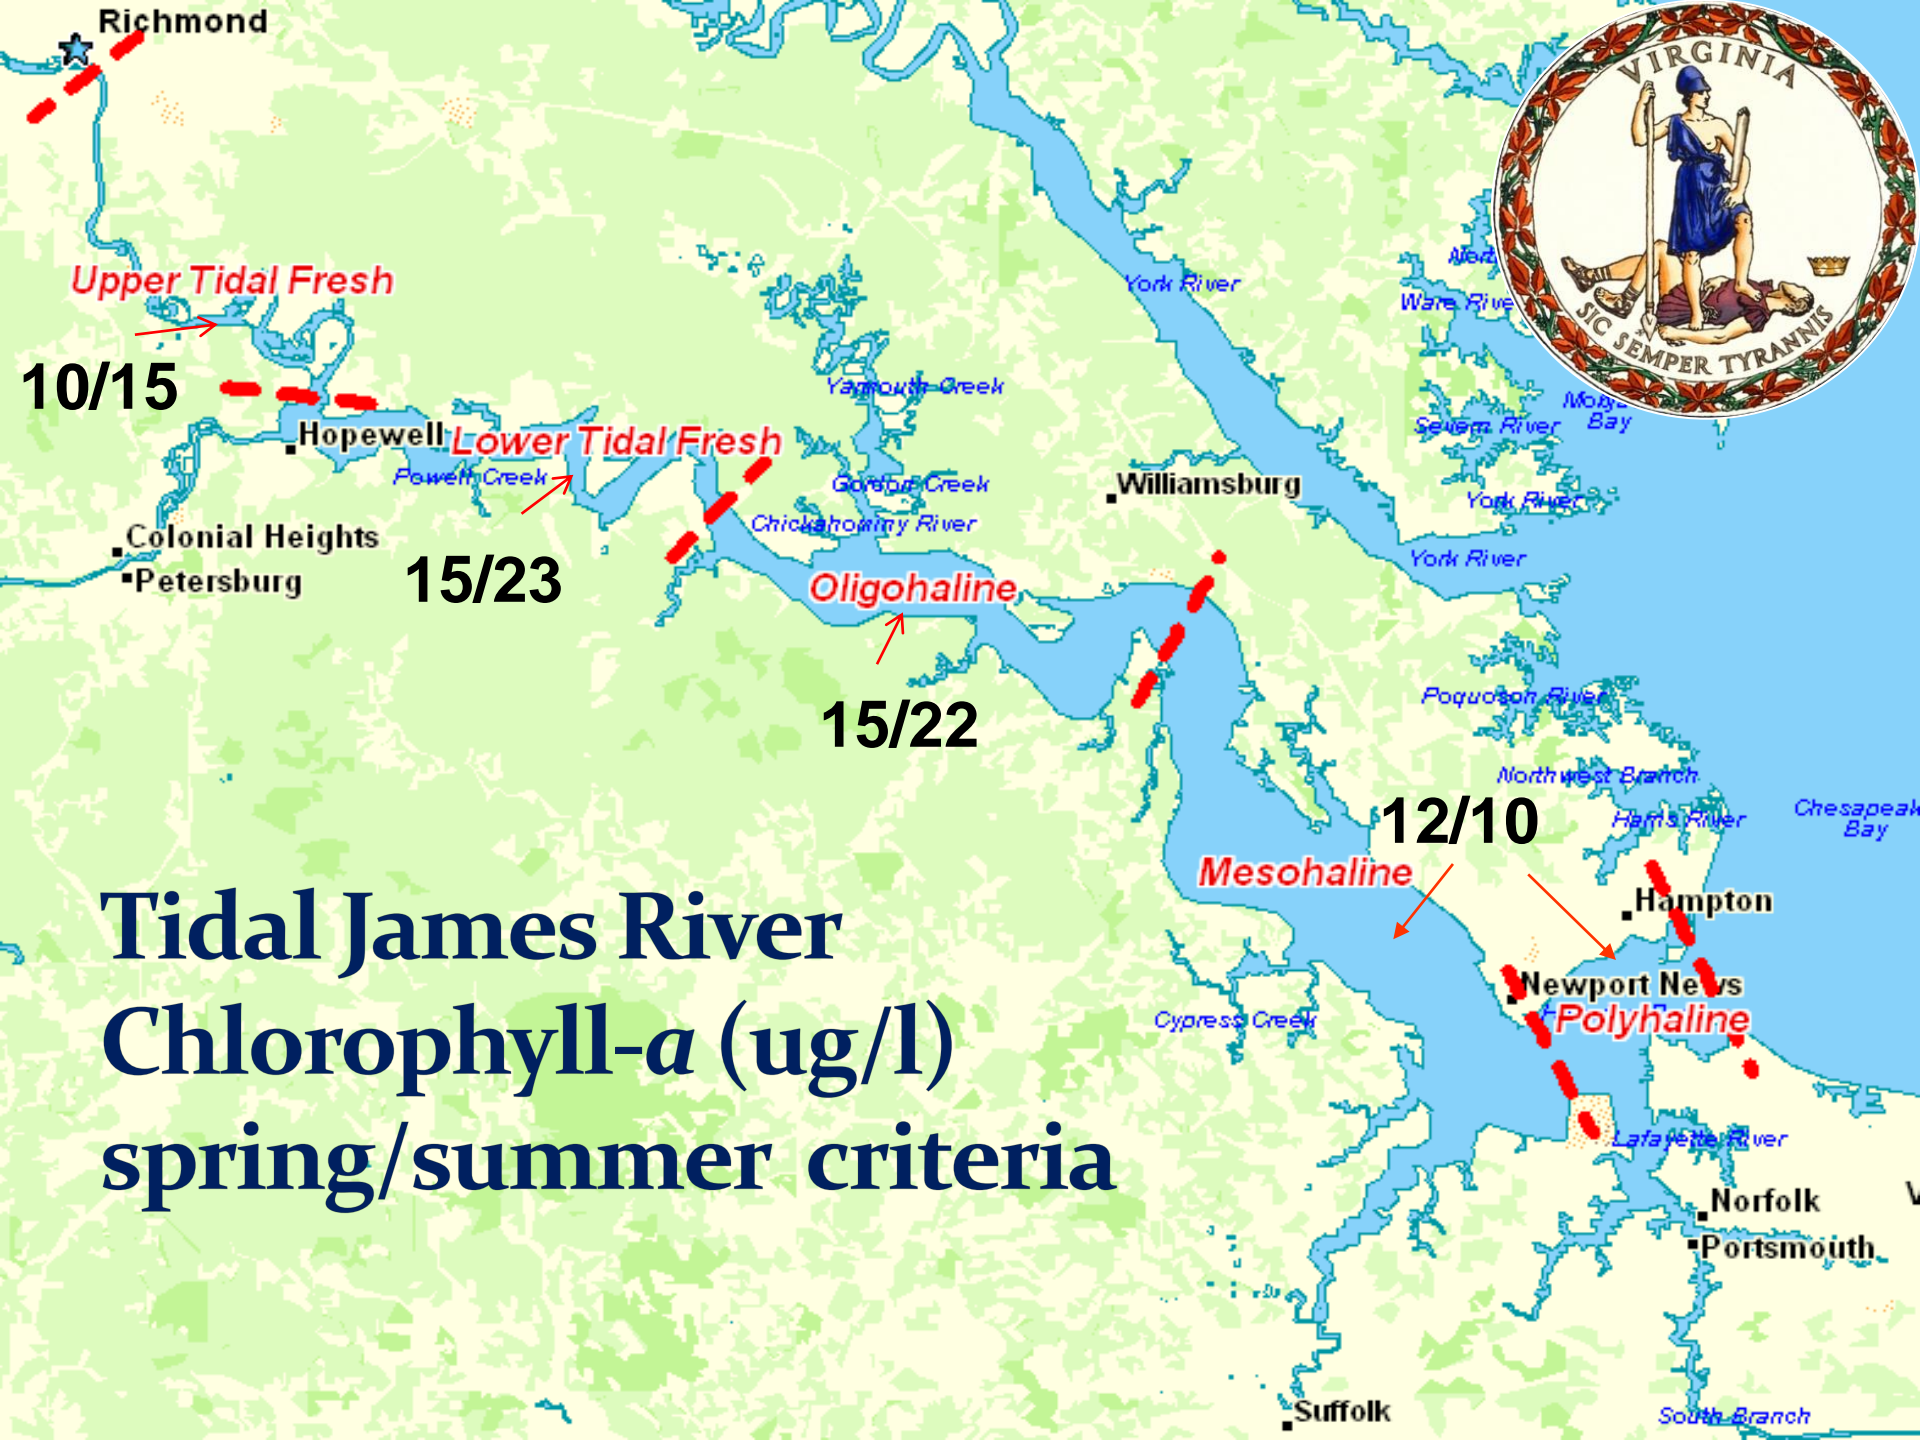 Richmond
VIRGINIA
SIC SEMPER TYRANNIS
Upper Tidal Fresh
10/15
York River
Ware Rive
Yarmouth Creek
Severn River
Bay
Hopewell
Lower Tidal Fresh
Powell Creek
Gordon Creek
Williamsburg
York River
Chickahominy River
Colonial Heights
Petersburg
15/23
York River
Oligohaline
15/22
Poquoson River
Northwest Branch
12/10
Harris River
Chesapeak
Bay
Mesohaline
Hampton
Newport News
Polyhaline
Cypress Creek
Tidal James River
Chlorophyll-a (ug/l)
spring/summer criteria
Lafayette River
Norfolk
V
Portsmouth
Suffolk
South Branch